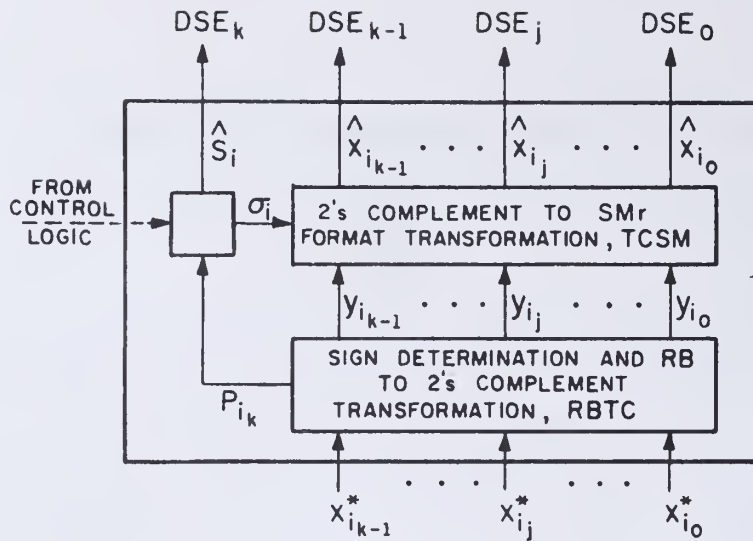 DSE_k DSE_{k-1} DSE_j DSE_0
Ŝ_i x̂_{i_{k-1}} · · · x̂_{i_j} · · · x̂_{i_0}
FROM
CONTROL
LOGIC
σ_i
2's COMPLEMENT TO SMr
FORMAT TRANSFORMATION, TCSM
y_{i_{k-1}} · · · y_{i_j} · · · y_{i_0}
SIGN DETERMINATION AND RB
TO 2's COMPLEMENT
TRANSFORMATION, RBTC
P_{i_k}
x*_{i_{k-1}} · · · x*_{i_j} · · · x*_{i_0}